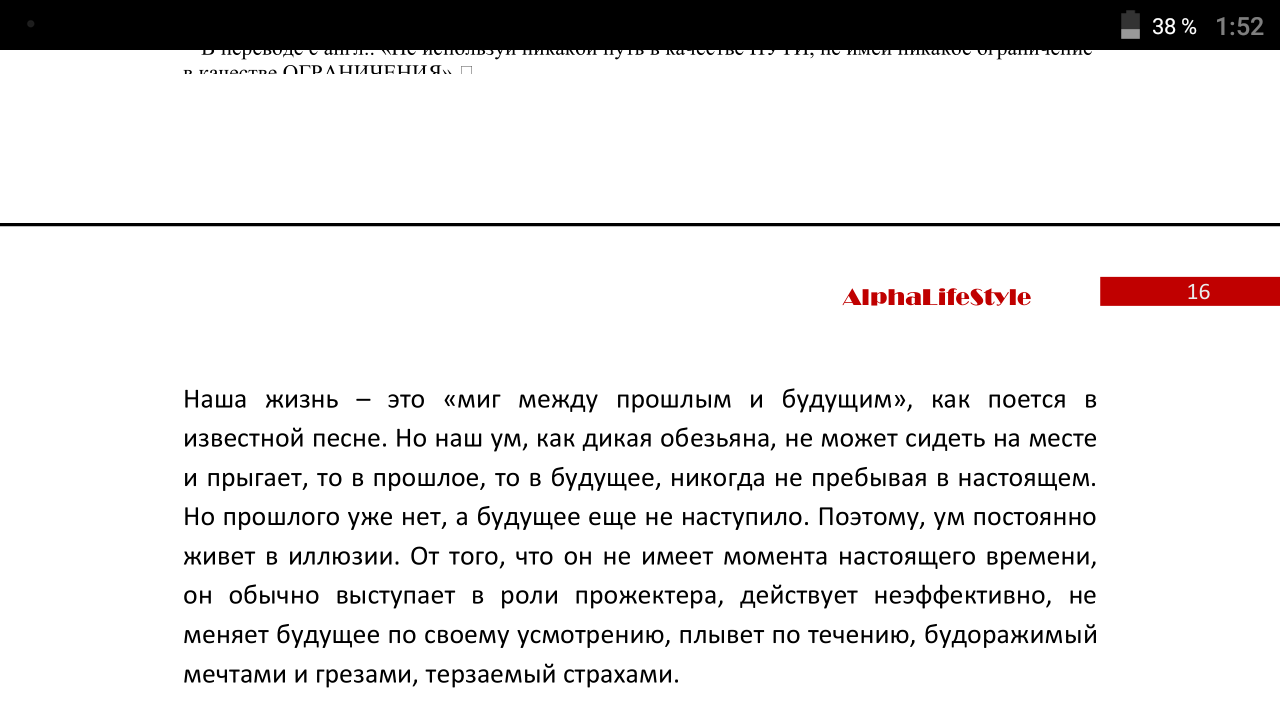 38 % 1:52
В переводе с англ.: «Не используй никакой путь в качестве ПУТИ, не имей никакое ограничение
в качестве ОГРАНИЧЕНИЯ»
AlphaLifeStyle 16
Наша жизнь – это «миг между прошлым и будущим», как поется в
известной песне. Но наш ум, как дикая обезьяна, не может сидеть на месте
и прыгает, то в прошлое, то в будущее, никогда не пребывая в настоящем.
Но прошлого уже нет, а будущее еще не наступило. Поэтому, ум постоянно
живет в иллюзии. От того, что он не имеет момента настоящего времени,
он обычно выступает в роли прожектера, действует неэффективно, не
меняет будущее по своему усмотрению, плывет по течению, будоражимый
мечтами и грезами, терзаемый страхами.